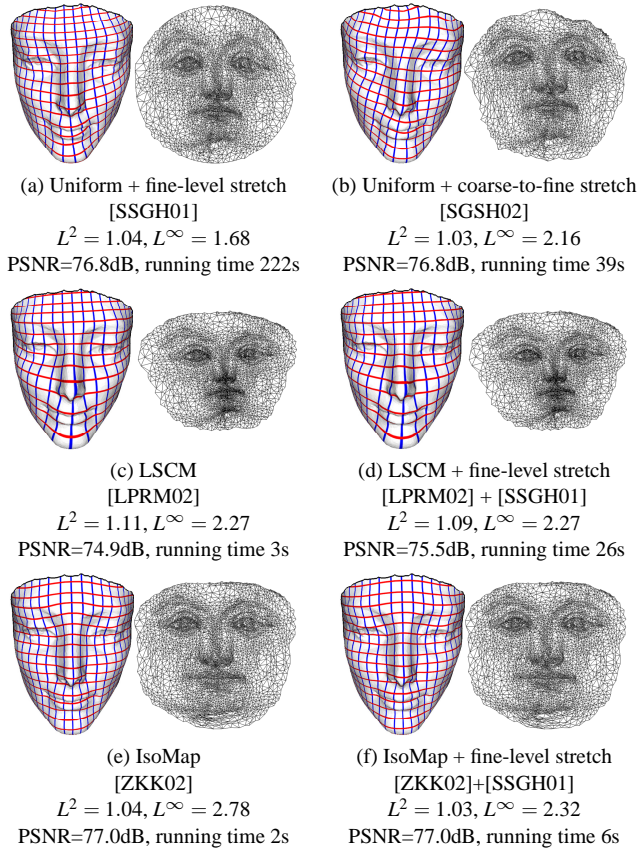 (a) Uniform + fine-level stretch
[SSGH01]
L² = 1.04, L∞ = 1.68
PSNR=76.8dB, running time 222s
(b) Uniform + coarse-to-fine stretch
[SGSH02]
L² = 1.03, L∞ = 2.16
PSNR=76.8dB, running time 39s
(c) LSCM
[LPRM02]
L² = 1.11, L∞ = 2.27
PSNR=74.9dB, running time 3s
(d) LSCM + fine-level stretch
[LPRM02] + [SSGH01]
L² = 1.09, L∞ = 2.27
PSNR=75.5dB, running time 26s
(e) IsoMap
[ZKK02]
L² = 1.04, L∞ = 2.78
PSNR=77.0dB, running time 2s
(f) IsoMap + fine-level stretch
[ZKK02]+[SSGH01]
L² = 1.03, L∞ = 2.32
PSNR=77.0dB, running time 6s